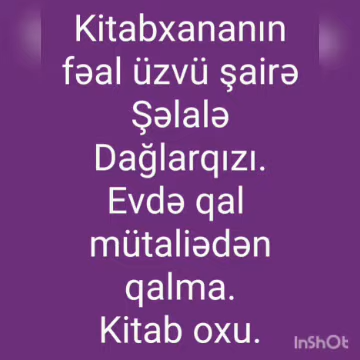 Kitabxananın
fəal üzvü şairə
Şəlalə
Dağlarqızı.
Evdə qal
mütaliədən
qalma.
Kitab oxu.
InShOt